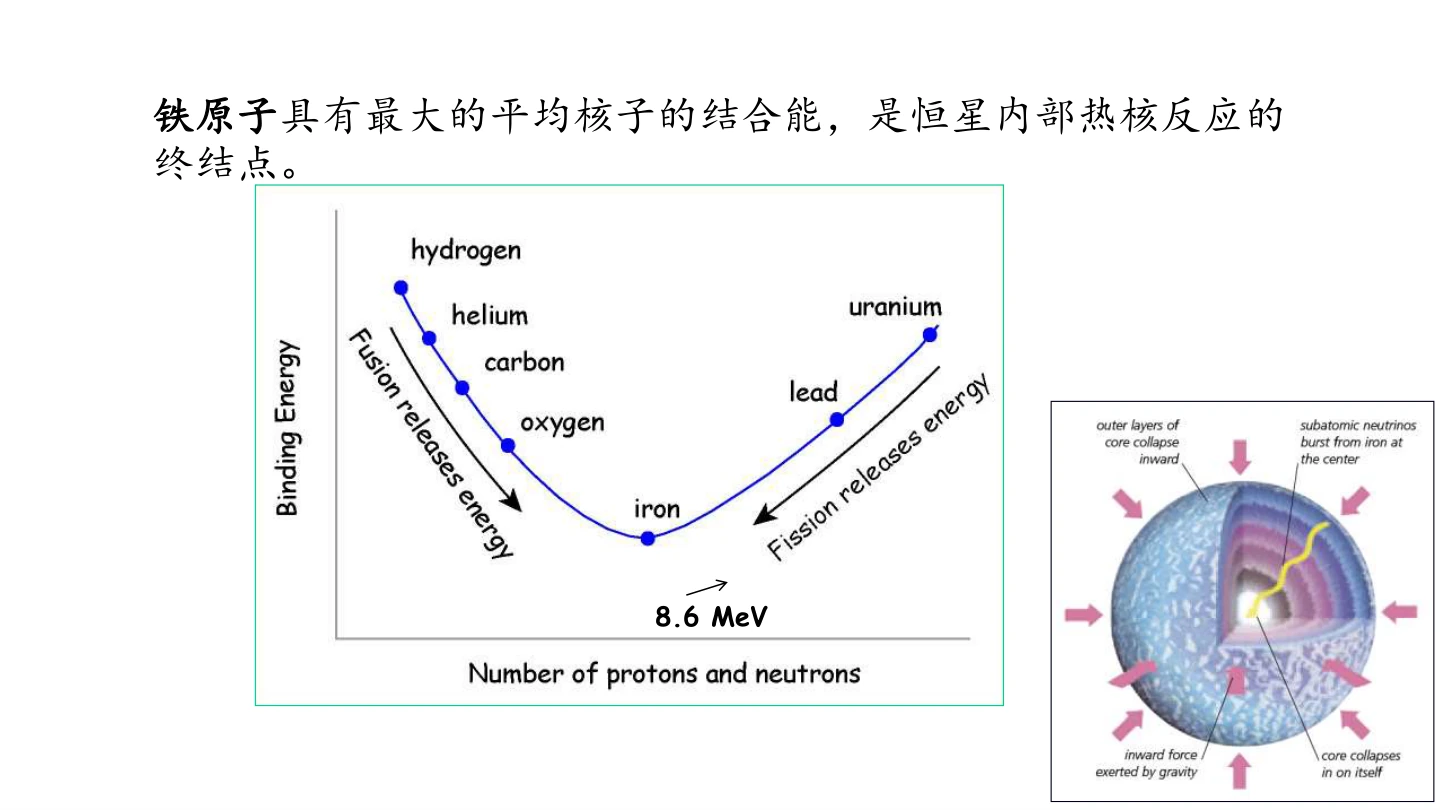 铁原子具有最大的平均核子的结合能，是恒星内部热核反应的
终结点。
hydrogen
helium
carbon
oxygen
iron
lead
uranium
Fusion releases energy
Fission releases energy
Binding Energy
8.6 MeV
Number of protons and neutrons
outer layers of
core collapse
inward
subatomic neutrinos
burst from iron at
the center
inward force
exerted by gravity
core collapses
in on itself